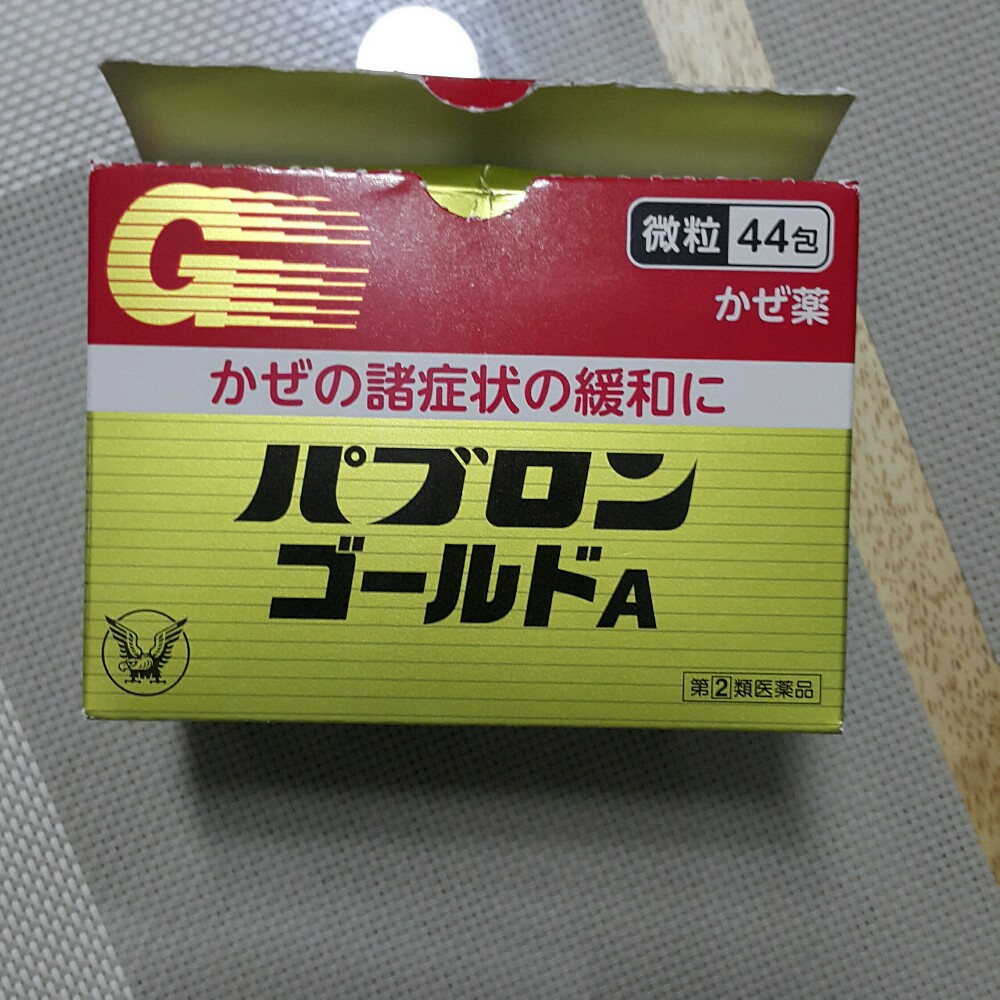 G
微粒 44包
かぜ薬
かぜの諸症状の緩和に
パブロン
ゴールドA
第②類医薬品